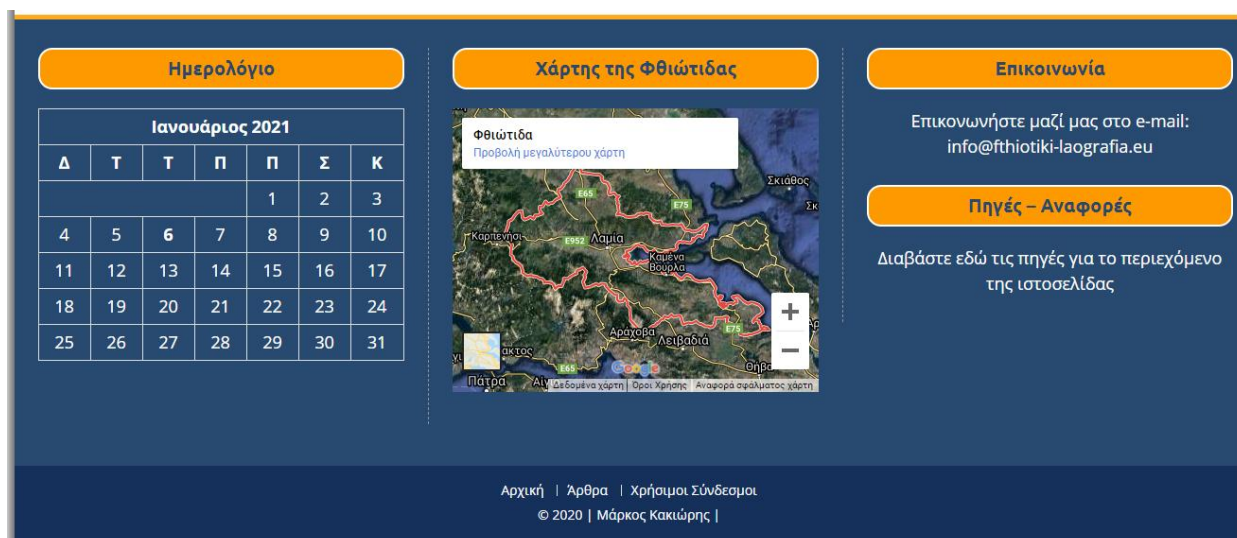 Ημερολόγιο
Ιανουάριος 2021
Δ Τ Τ Π Π Σ Κ
1 2 3
4 5 6 7 8 9 10
11 12 13 14 15 16 17
18 19 20 21 22 23 24
25 26 27 28 29 30 31
Χάρτης της Φθιώτιδας
Φθιώτιδα
Προβολή μεγαλύτερου χάρτη
Σκιάθος
E65
E75
Καρπενήσι
E952
Λαμία
Καμένα
Βούρλα
+
Αράχοβα
E75
Λειβαδιά
−
E65
Google
Πάτρα
Δεδομένα χάρτη
Όροι Χρήσης
Αναφορά σφάλματος χάρτη
Επικοινωνία
Επικονωνήστε μαζί μας στο e-mail:
info@fthiotiki-laografia.eu
Πηγές – Αναφορές
Διαβάστε εδώ τις πηγές για το περιεχόμενο
της ιστοσελίδας
Αρχική | Άρθρα | Χρήσιμοι Σύνδεσμοι
© 2020 | Μάρκος Κακιώρης |